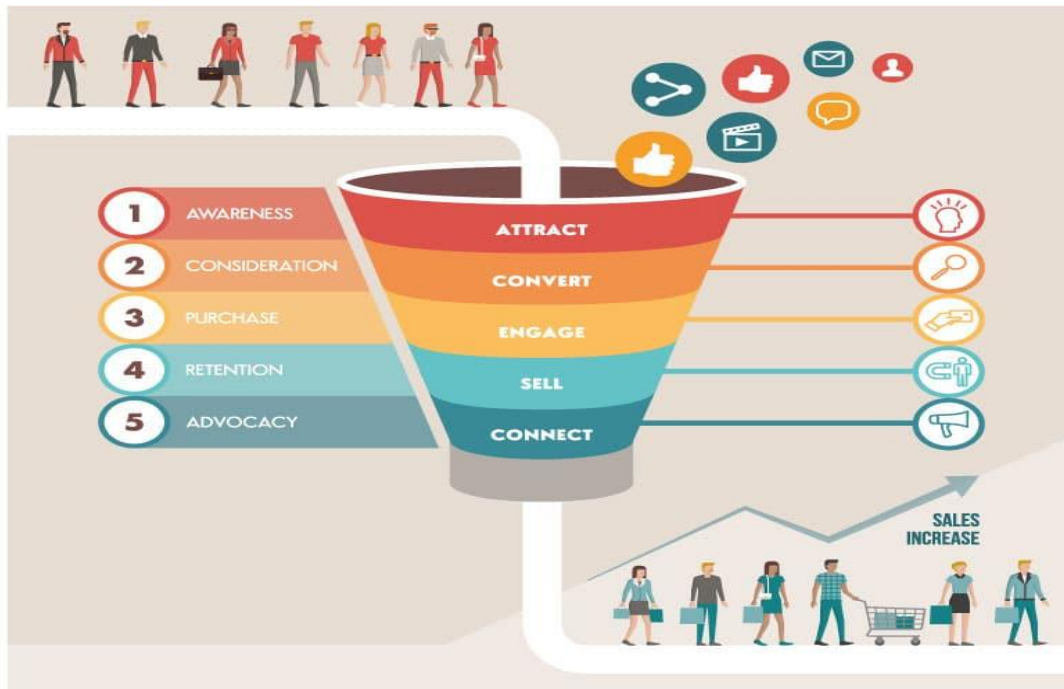 1 AWARENESS
ATTRACT
2 CONSIDERATION
CONVERT
3 PURCHASE
ENGAGE
4 RETENTION
SELL
5 ADVOCACY
CONNECT
SALES
INCREASE